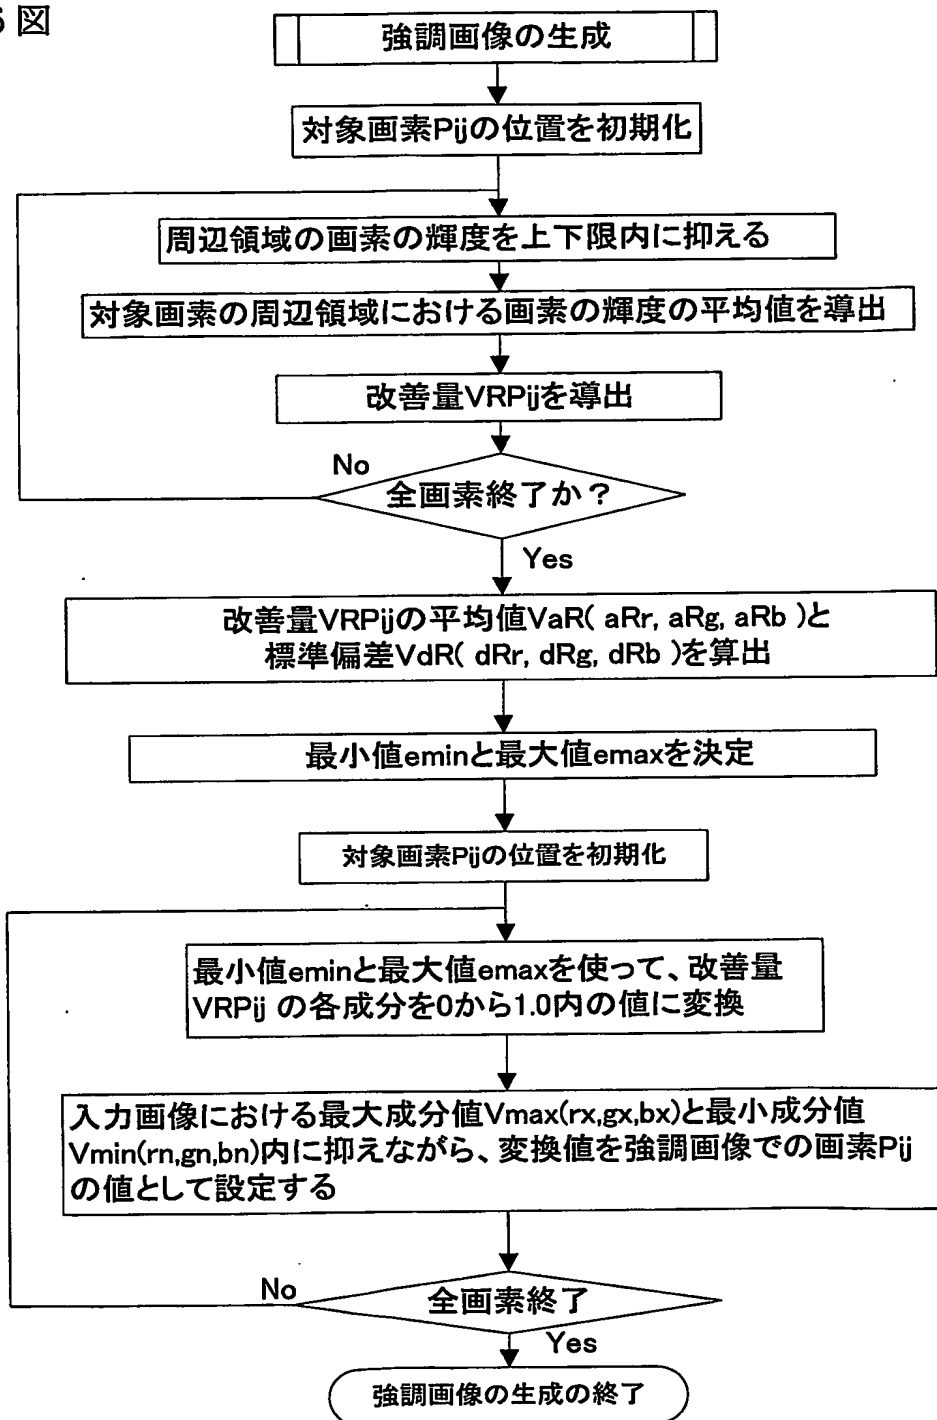 図
強調画像の生成
対象画素Pijの位置を初期化
周辺領域の画素の輝度を上下限内に抑える
対象画素の周辺領域における画素の輝度の平均値を導出
改善量VRPijを導出
No
全画素終了か？
Yes
改善量VRPijの平均値VaR( aRr, aRg, aRb )と
標準偏差VdR( dRr, dRg, dRb )を算出
最小値eminと最大値emaxを決定
対象画素Pijの位置を初期化
最小値eminと最大値emaxを使って、改善量
VRPij の各成分を0から1.0内の値に変換
入力画像における最大成分値Vmax(rx,gx,bx)と最小成分値
Vmin(rn,gn,bn)内に抑えながら、変換値を強調画像での画素Pij
の値として設定する
No
全画素終了
Yes
強調画像の生成の終了